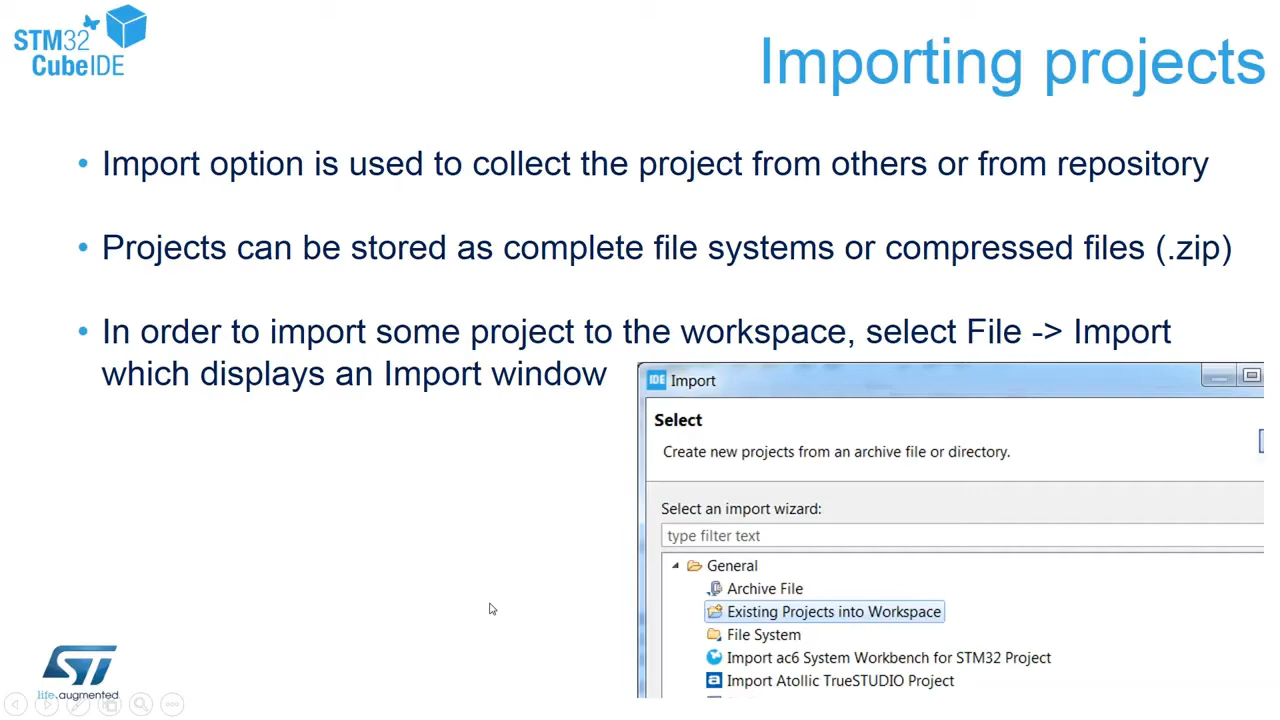 STM32
CubeIDE
Importing projects
• Import option is used to collect the project from others or from repository
• Projects can be stored as complete file systems or compressed files (.zip)
• In order to import some project to the workspace, select File -> Import
which displays an Import window
IDE Import
Select
Create new projects from an archive file or directory.
Select an import wizard:
type filter text
General
Archive File
Existing Projects into Workspace
File System
Import ac6 System Workbench for STM32 Project
Import Atollic TrueSTUDIO Project
ST
life.augmented